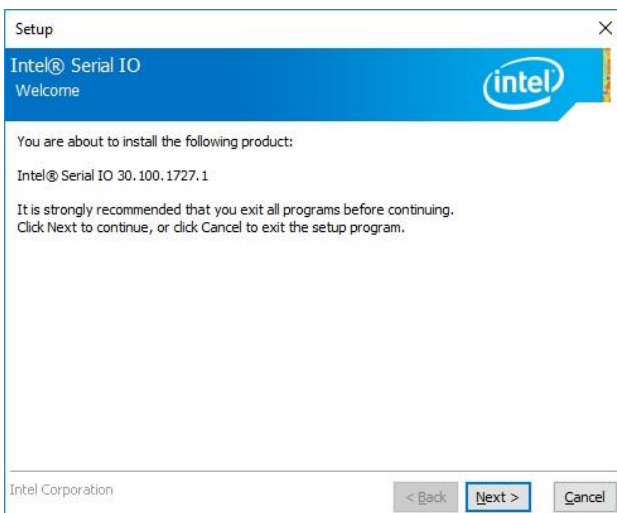 Setup
Intel® Serial IO
Welcome
intel
You are about to install the following product:
Intel® Serial IO 30.100.1727.1
It is strongly recommended that you exit all programs before continuing.
Click Next to continue, or click Cancel to exit the setup program.
Intel Corporation
< Back Next > Cancel